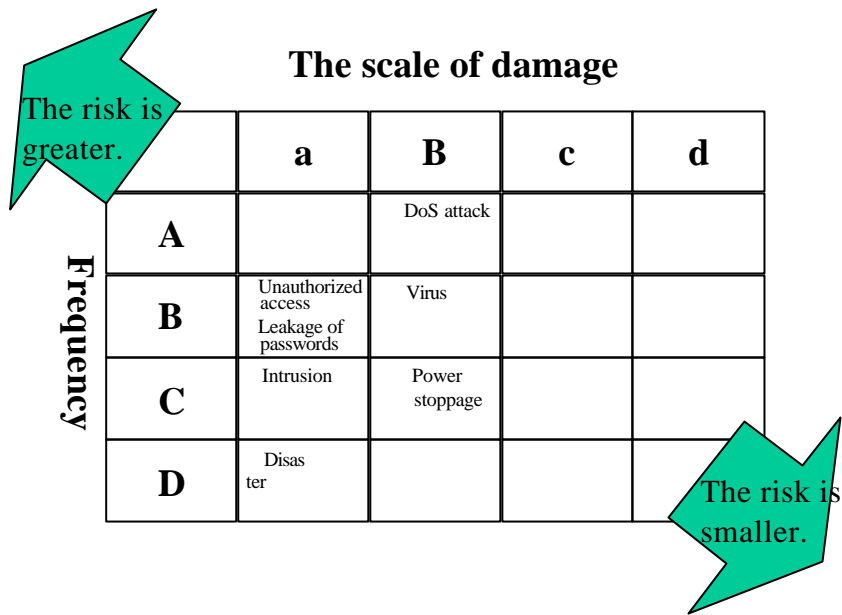 The scale of damage
The risk is
greater.
a B c d
Frequency
A
DoS attack
B
Unauthorized
access
Leakage of
passwords
Virus
C
Intrusion
Power
stoppage
D
Disas
ter
The risk is
smaller.